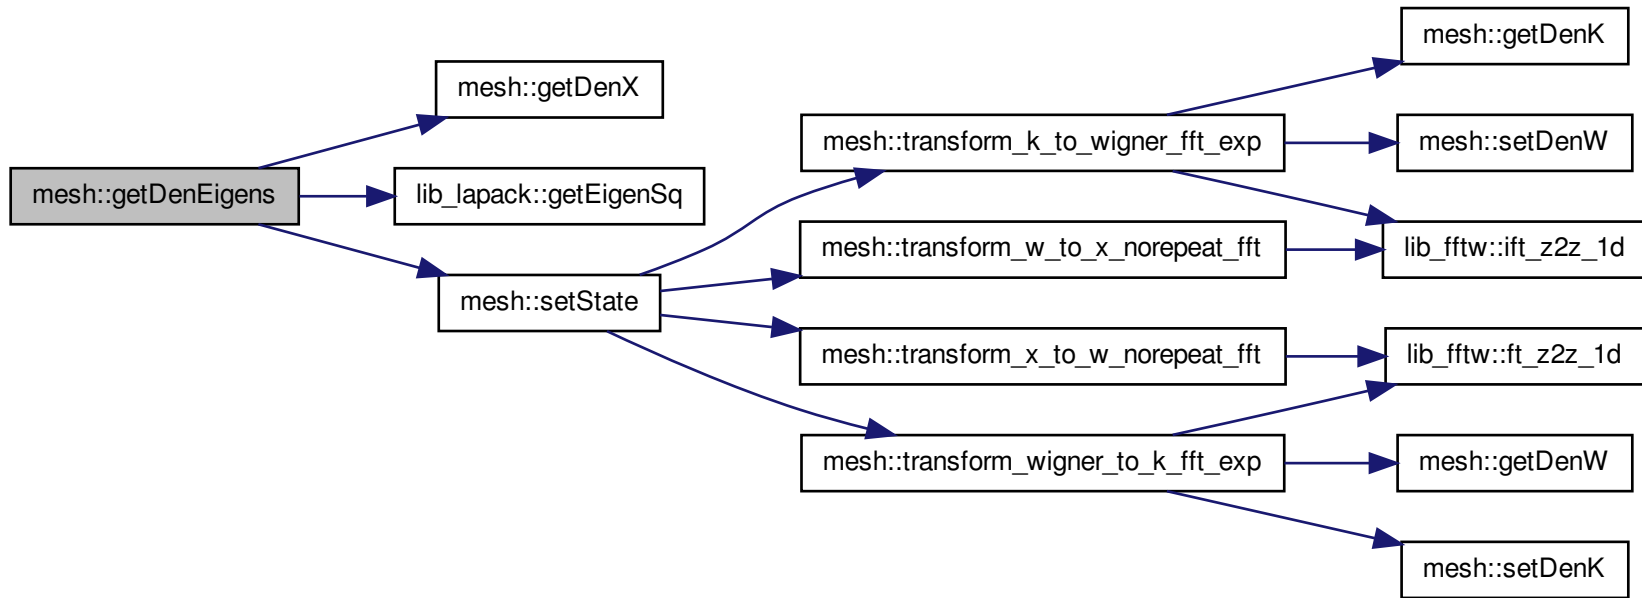 mesh::getDenEigens
mesh::getDenX
lib_lapack::getEigenSq
mesh::setState
mesh::transform_k_to_wigner_fft_exp
mesh::transform_w_to_x_norepeat_fft
mesh::transform_x_to_w_norepeat_fft
mesh::transform_wigner_to_k_fft_exp
mesh::getDenK
mesh::setDenW
lib_fftw::ift_z2z_1d
lib_fftw::ft_z2z_1d
mesh::getDenW
mesh::setDenK